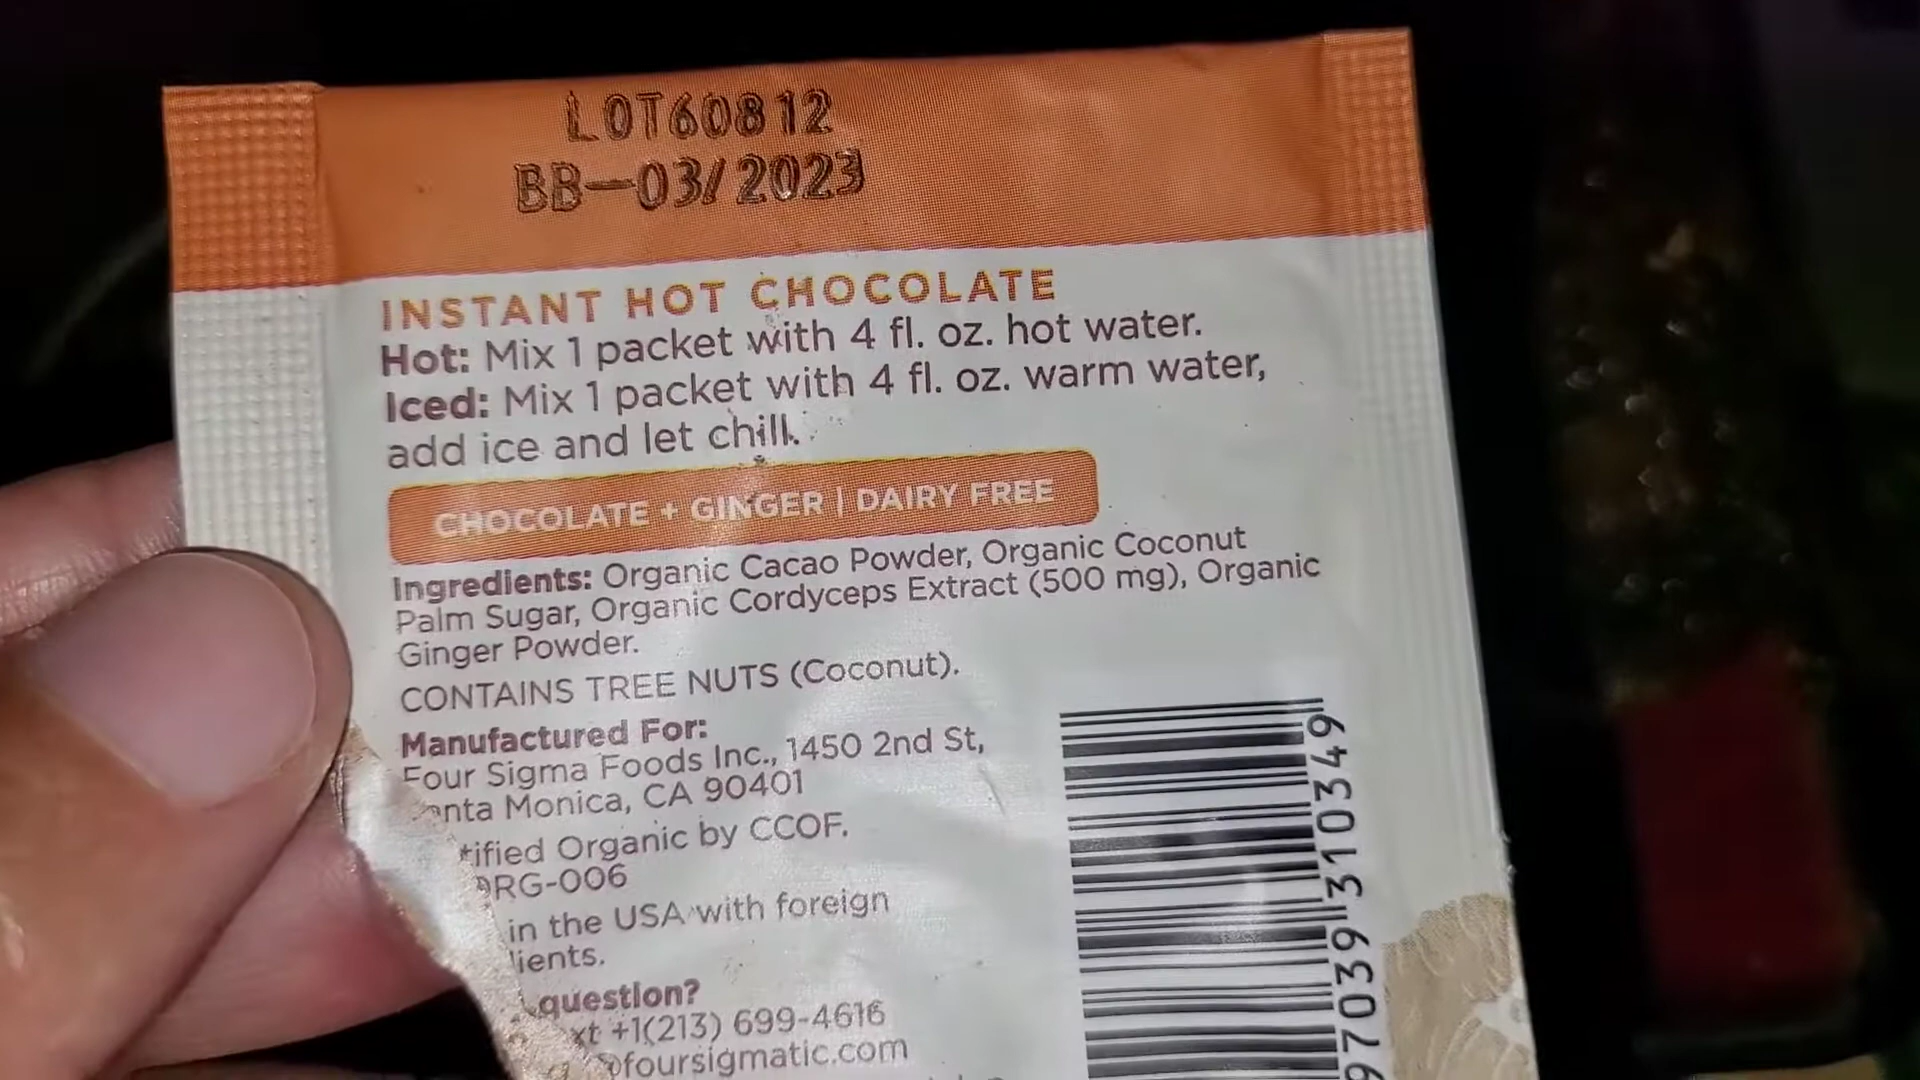 LOT60812
BB-03/2023
INSTANT HOT CHOCOLATE
Hot: Mix 1 packet with 4 fl. oz. hot water.
Iced: Mix 1 packet with 4 fl. oz. warm water,
add ice and let chill.
CHOCOLATE + GINGER | DAIRY FREE
Ingredients: Organic Cacao Powder, Organic Coconut
Palm Sugar, Organic Cordyceps Extract (500 mg), Organic
Ginger Powder.
CONTAINS TREE NUTS (Coconut).
Manufactured For:
Four Sigma Foods Inc., 1450 2nd St,
anta Monica, CA 90401
tified Organic by CCOF.
ORG-006
in the USA with foreign
lients.
question?
xt +1(213) 699-4616
@foursigmatic.com
97039 310349